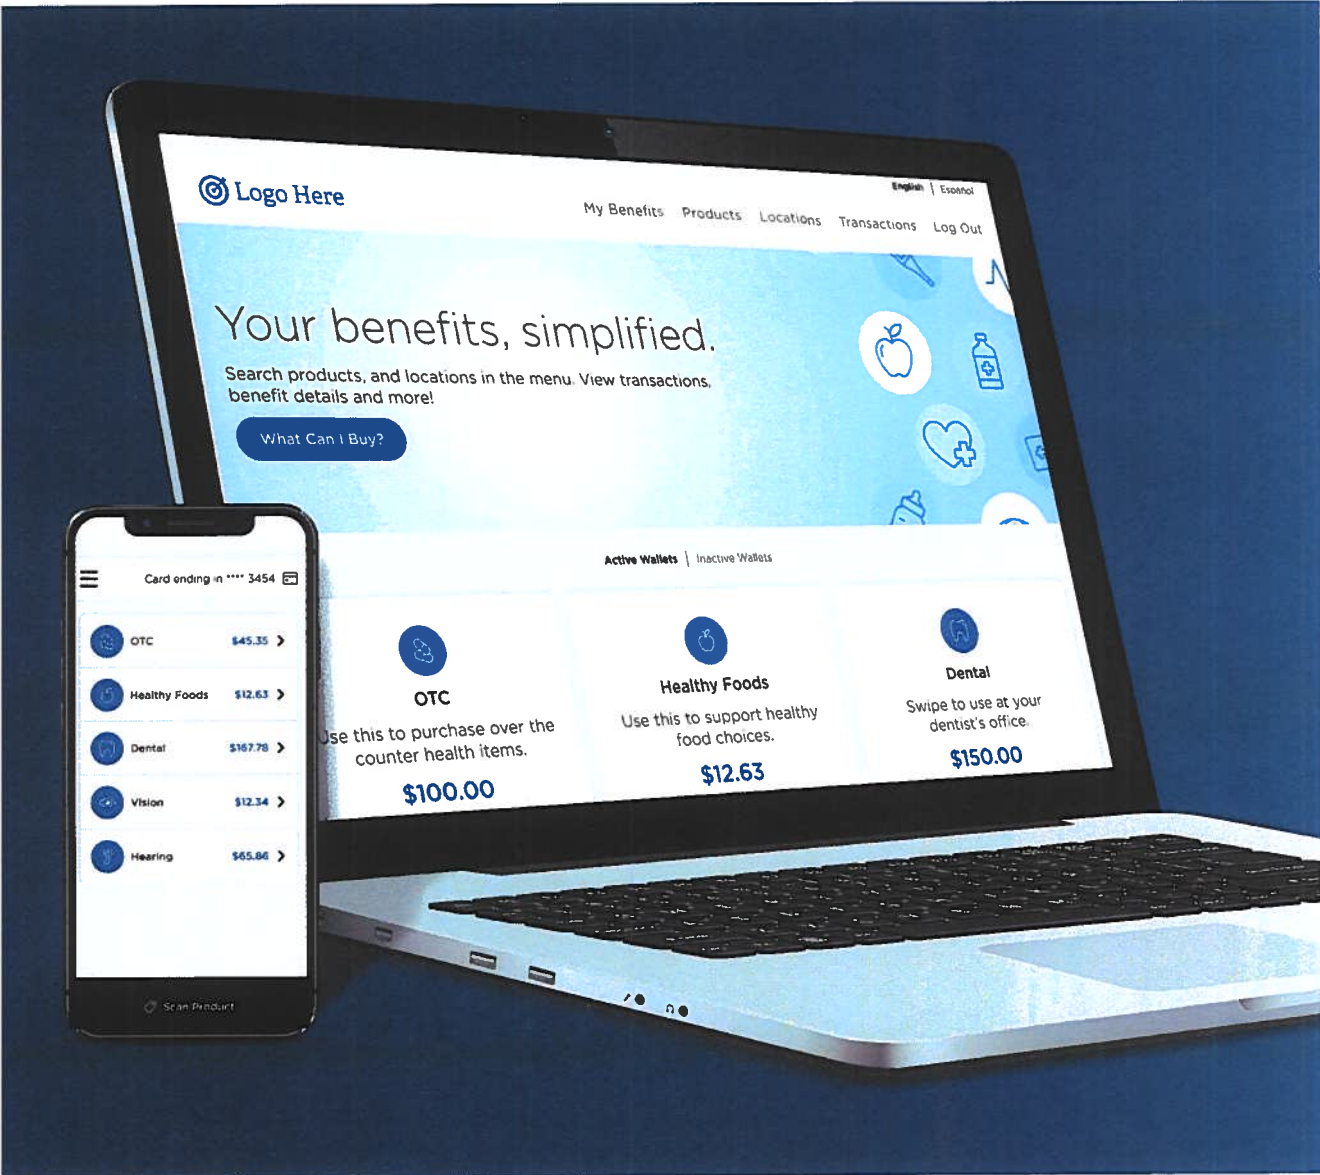 Logo Here
English | Espanol
My Benefits Products Locations Transactions Log Out
Your benefits, simplified.
Search products, and locations in the menu. View transactions,
benefit details and more!
What Can I Buy?
Active Wallets | Inactive Wallets
OTC
Use this to purchase over the
counter health items.
$100.00
Healthy Foods
Use this to support healthy
food choices.
$12.63
Dental
Swipe to use at your
dentist's office.
$150.00
Card ending in **** 3454
OTC $45.35
Healthy Foods $12.63
Dental $167.78
Vision $12.34
Hearing $65.86
Scan Product